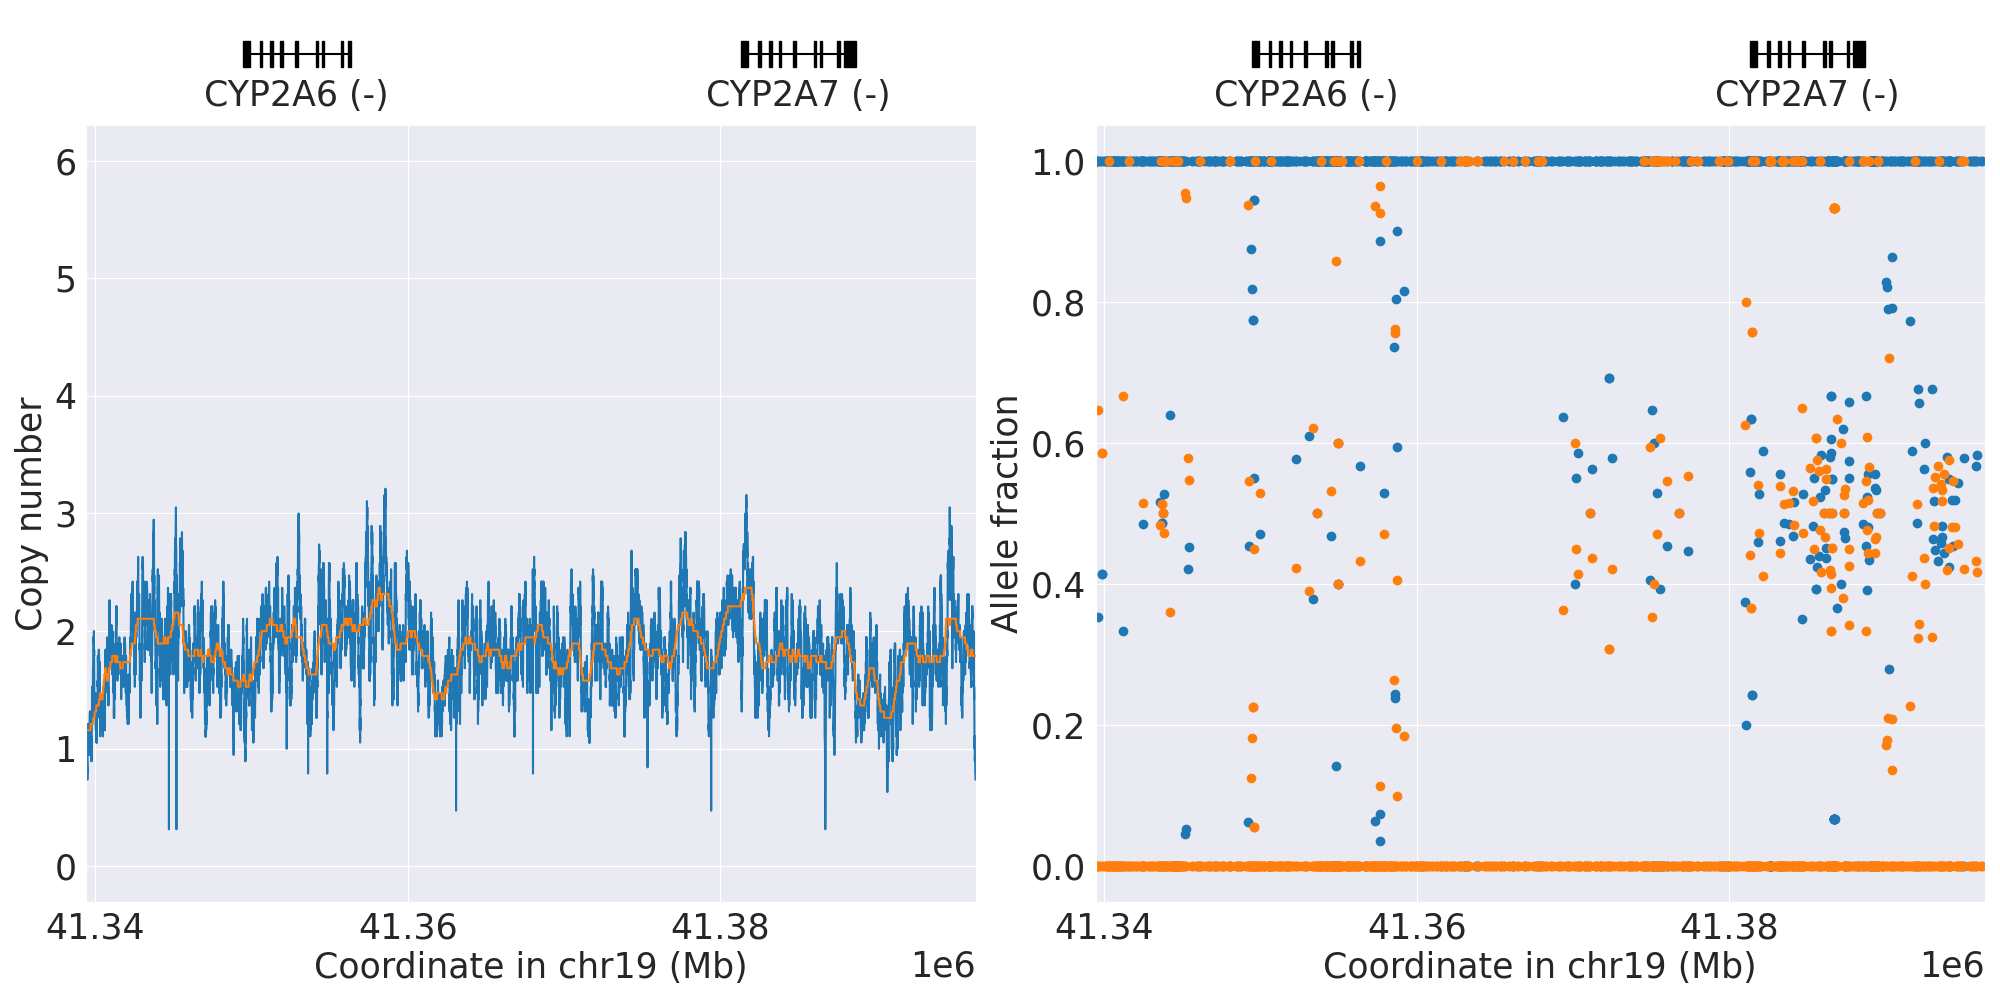 CYP2A6 (-)
CYP2A7 (-)
6
5
4
3
2
1
0
Copy number
41.34
41.36
41.38
Coordinate in chr19 (Mb)
1e6
CYP2A6 (-)
CYP2A7 (-)
1.0
0.8
0.6
0.4
0.2
0.0
Allele fraction
41.34
41.36
41.38
Coordinate in chr19 (Mb)
1e6